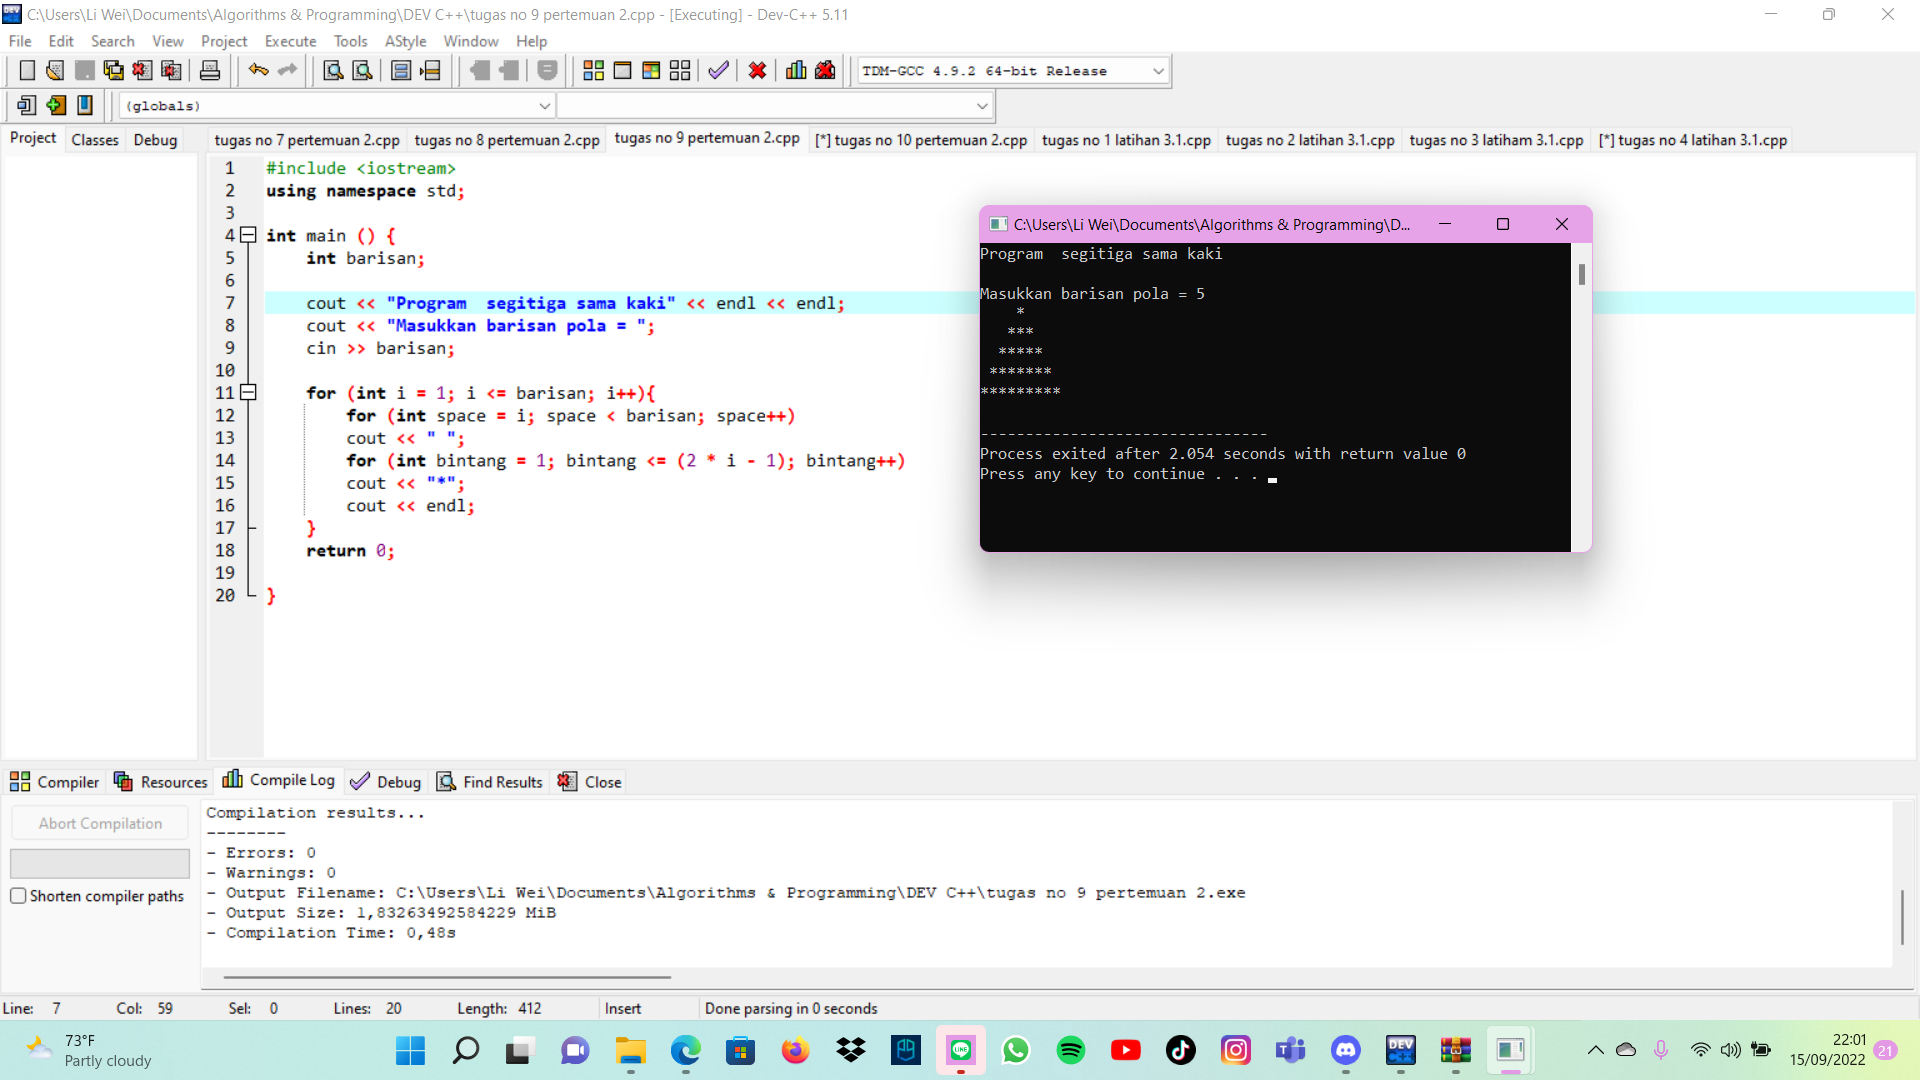 C:\Users\Li Wei\Documents\Algorithms & Programming\DEV C++\tugas no 9 pertemuan 2.cpp - [Executing] - Dev-C++ 5.11
File Edit Search View Project Execute Tools AStyle Window Help
TDM-GCC 4.9.2 64-bit Release
(globals)
Project Classes Debug
tugas no 7 pertemuan 2.cpp tugas no 8 pertemuan 2.cpp tugas no 9 pertemuan 2.cpp [*] tugas no 10 pertemuan 2.cpp tugas no 1 latihan 3.1.cpp tugas no 2 latihan 3.1.cpp tugas no 3 latiham 3.1.cpp [*] tugas no 4 latihan 3.1.cpp
1 #include <iostream>
2 using namespace std;
3
4 int main () {
5 int barisan;
6
7 cout << "Program  segitiga sama kaki" << endl << endl;
8 cout << "Masukkan barisan pola = ";
9 cin >> barisan;
10
11 for (int i = 1; i <= barisan; i++){
12 for (int space = i; space < barisan; space++)
13 cout << " ";
14 for (int bintang = 1; bintang <= (2 * i - 1); bintang++)
15 cout << "*";
16 cout << endl;
17 }
18 return 0;
19
20 }
C:\Users\Li Wei\Documents\Algorithms & Programming\D...
Program  segitiga sama kaki
Masukkan barisan pola = 5
    *
   ***
  *****
 *******
*********
--------------------------------
Process exited after 2.054 seconds with return value 0
Press any key to continue . . .
Compiler Resources Compile Log Debug Find Results Close
Abort Compilation
Shorten compiler paths
Compilation results...
--------
- Errors: 0
- Warnings: 0
- Output Filename: C:\Users\Li Wei\Documents\Algorithms & Programming\DEV C++\tugas no 9 pertemuan 2.exe
- Output Size: 1,83263492584229 MiB
- Compilation Time: 0,48s
Line: 7 Col: 59 Sel: 0 Lines: 20 Length: 412 Insert Done parsing in 0 seconds
73°F
Partly cloudy
LINE
DEV C++
22:01
15/09/2022
21